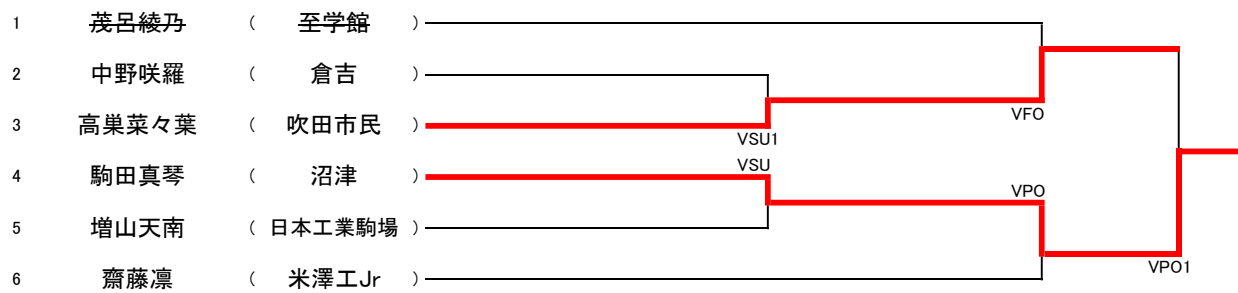 1 茂呂綾乃 ( 至学館 )
2 中野咲羅 ( 倉吉 )
VFO
3 高巣菜々葉 ( 吹田市民 )
VSU1
VSU
4 駒田真琴 ( 沼津 )
VPO
5 増山天南 ( 日本工業駒場 )
6 齋藤凛 ( 米澤工Jr )
VPO1